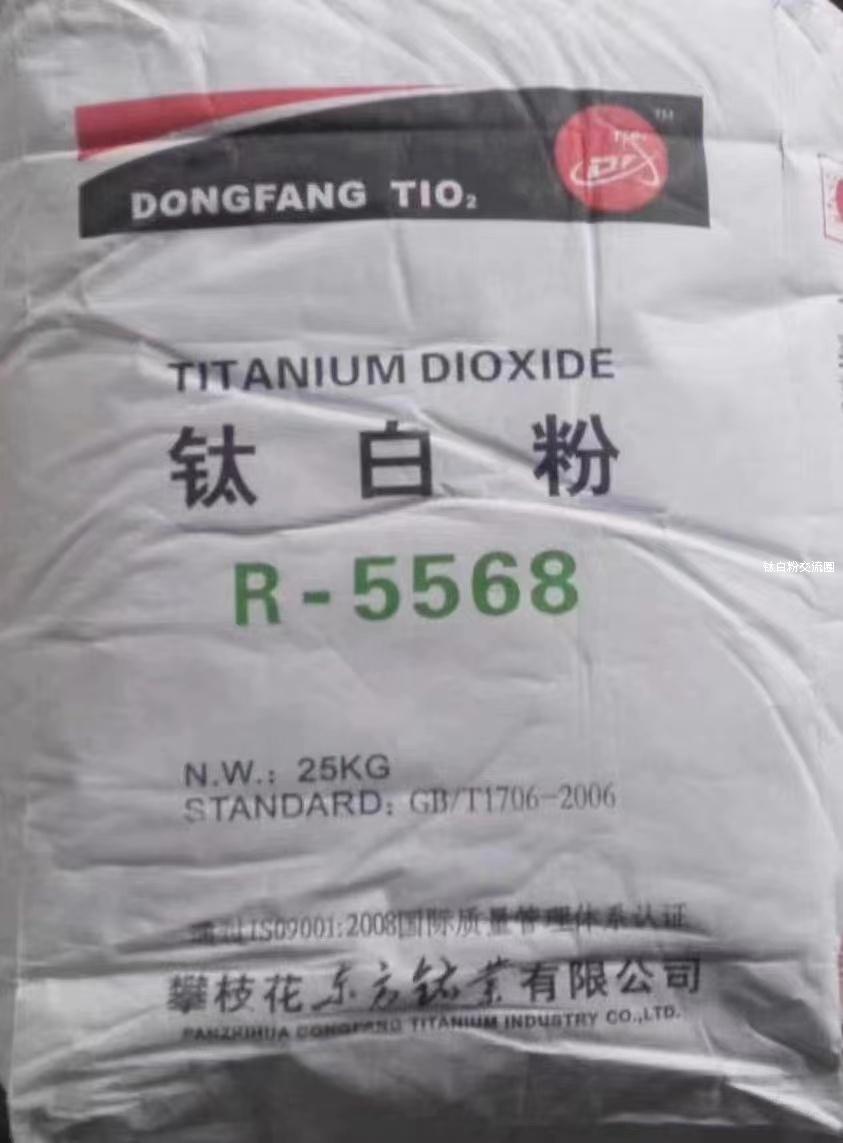 TM
DONGFANG TIO₂
TITANIUM DIOXIDE
钛白粉
R-5568
钛白粉交流圈
N.W.: 25KG
STANDARD: GB/T1706-2006
通过ISO9001:2008国际质量管理体系认证
攀枝花东方钛业有限公司
PANZHIHUA DONGFANG TITANIUM INDUSTRY CO.,LTD.